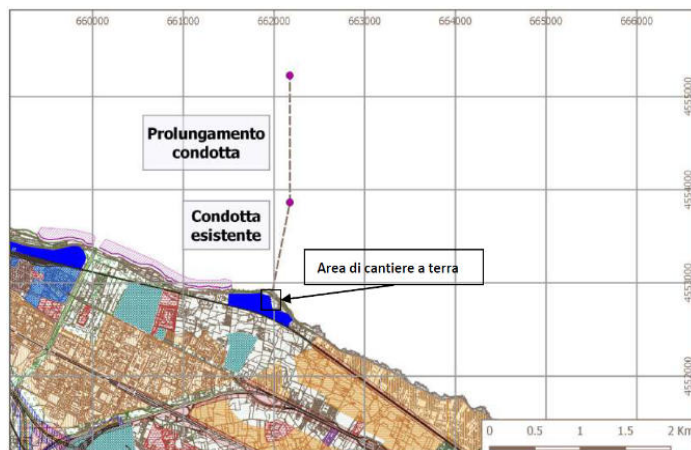 660000 661000 662000 663000 664000 665000 666000
4555000
Prolungamento
condotta
4554000
Condotta
esistente
Area di cantiere a terra
4553000
4552000
0 0.5 1 1.5 2 Km